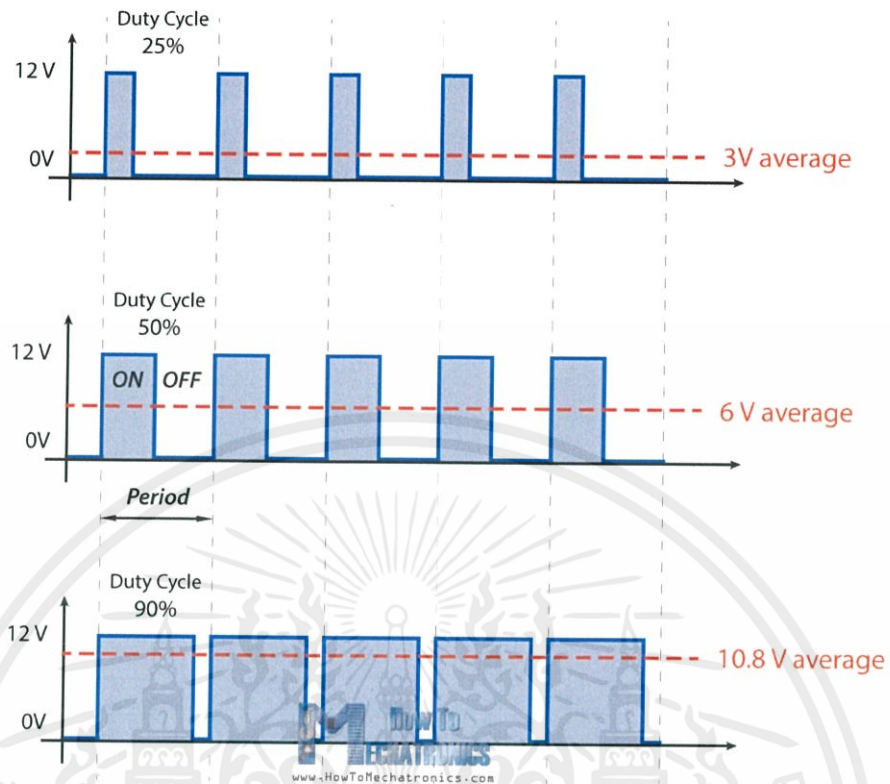 Duty Cycle
25%
12 V
0V
3V average
Duty Cycle
50%
12 V
ON OFF
6 V average
0V
Period
Duty Cycle
90%
12 V
10.8 V average
0V
How To
MECHATRONICS
www.HowToMechatronics.com